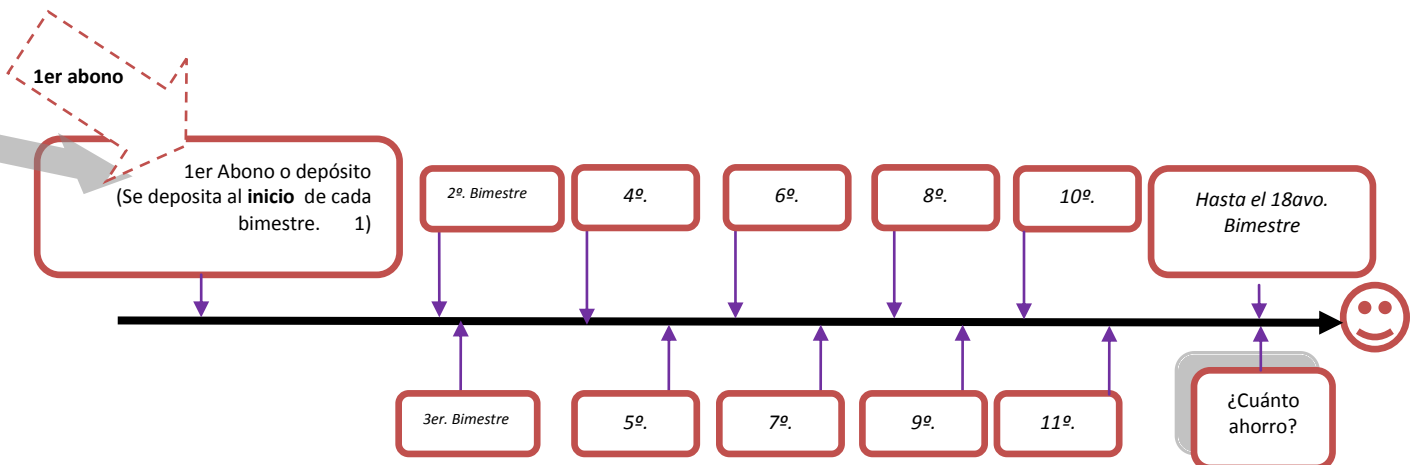 1er abono
1er Abono o depósito
(Se deposita al inicio de cada
bimestre. 1)
2º. Bimestre
4º.
6º.
8º.
10º.
Hasta el 18avo.
Bimestre
3er. Bimestre
5º.
7º.
9º.
11º.
¿Cuánto
ahorro?